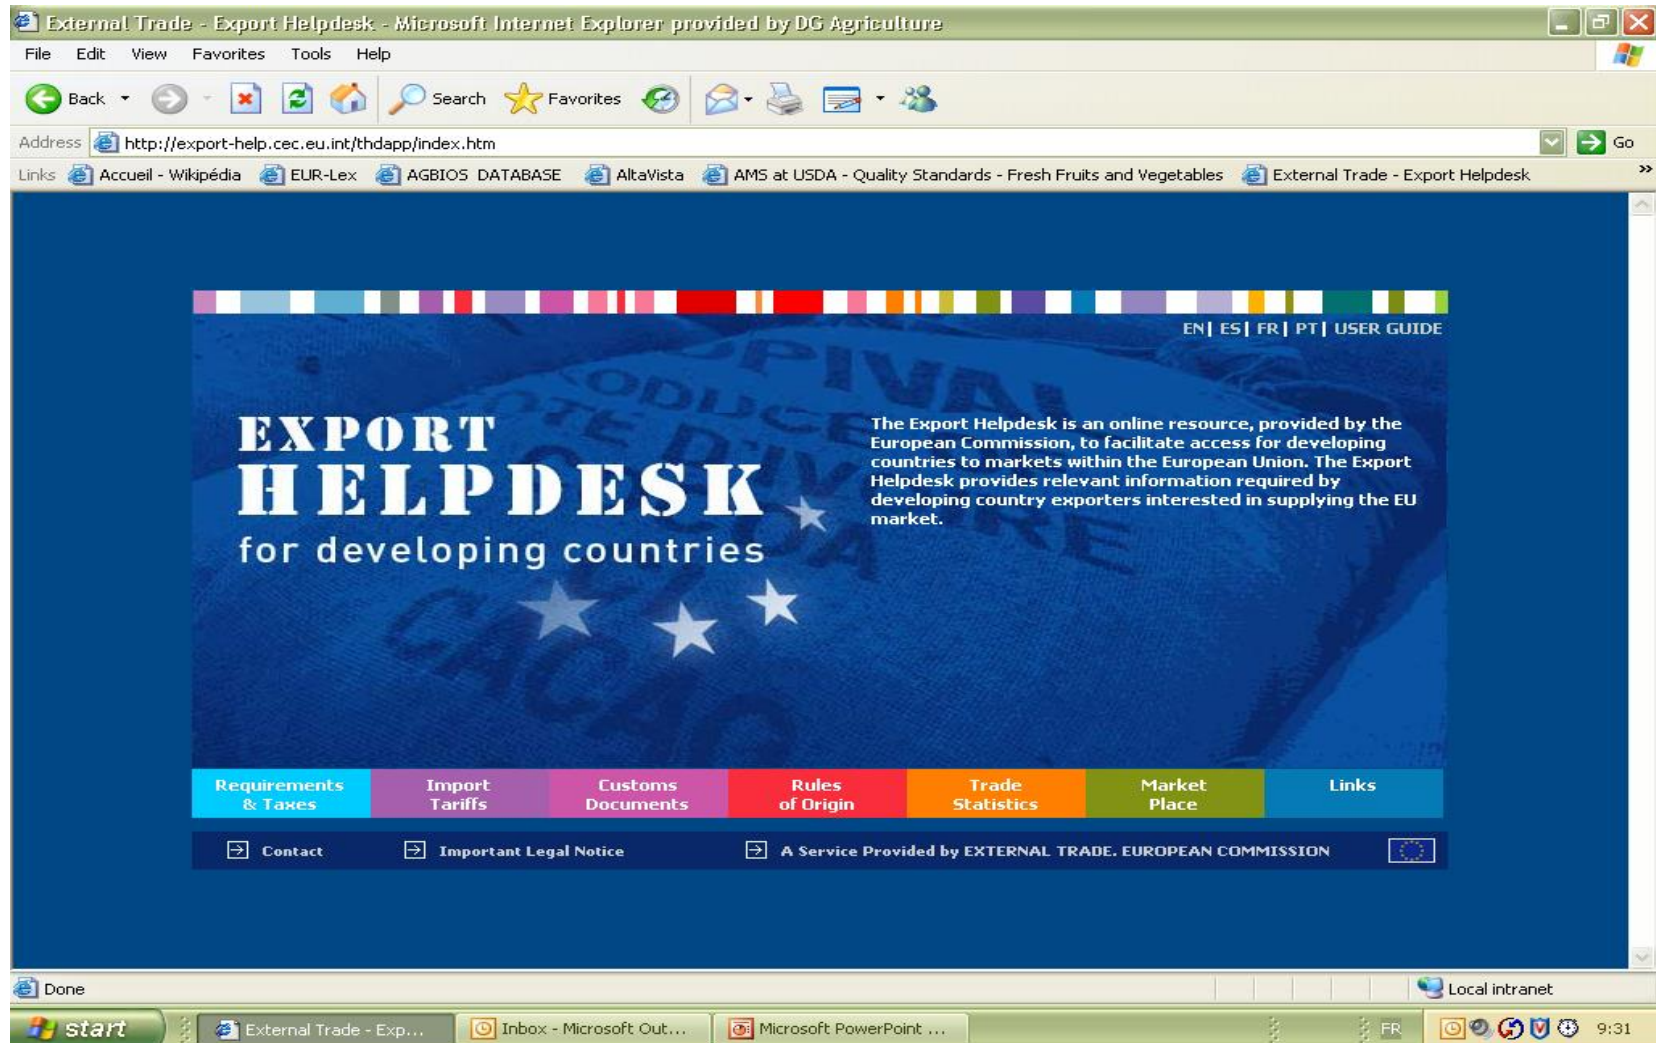 External Trade - Export Helpdesk - Microsoft Internet Explorer provided by DG Agriculture
File Edit View Favorites Tools Help
Back Search Favorites
Address http://export-help.cec.eu.int/thdapp/index.htm Go
Links Accueil - Wikipédia EUR-Lex AGBIOS DATABASE AltaVista AMS at USDA - Quality Standards - Fresh Fruits and Vegetables External Trade - Export Helpdesk »
EN| ES| FR| PT| USER GUIDE
EXPORT
HELPDESK
for developing countries
The Export Helpdesk is an online resource, provided by the
European Commission, to facilitate access for developing
countries to markets within the European Union. The Export
Helpdesk provides relevant information required by
developing country exporters interested in supplying the EU
market.
PRODUCE
CACAO
Requirements
& Taxes
Import
Tariffs
Customs
Documents
Rules
of Origin
Trade
Statistics
Market
Place
Links
Contact Important Legal Notice A Service Provided by EXTERNAL TRADE. EUROPEAN COMMISSION
Done Local intranet
start External Trade - Exp... Inbox - Microsoft Out... Microsoft PowerPoint ... FR 9:31